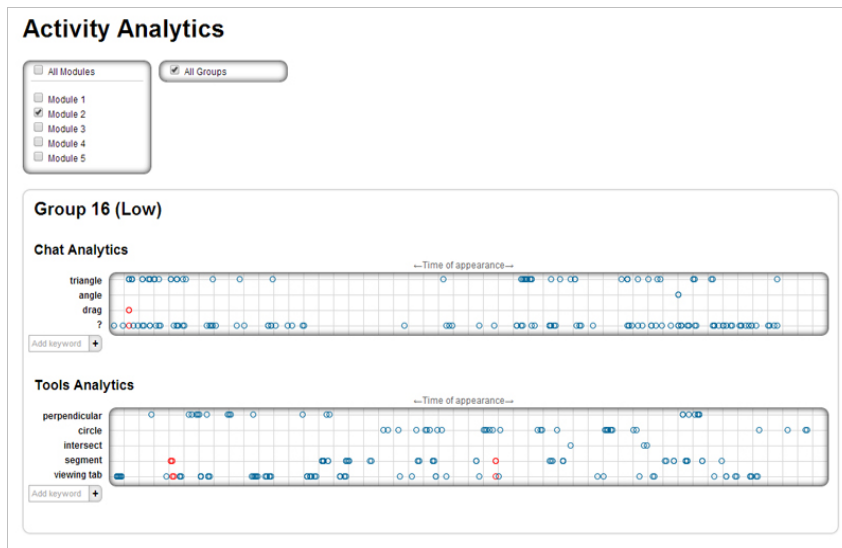 Activity Analytics
All Modules
All Groups
Module 1
Module 2
Module 3
Module 4
Module 5
Group 16 (Low)
Chat Analytics
←Time of appearance→
triangle
angle
drag
?
Add keyword +
Tools Analytics
←Time of appearance→
perpendicular
circle
intersect
segment
viewing tab
Add keyword +